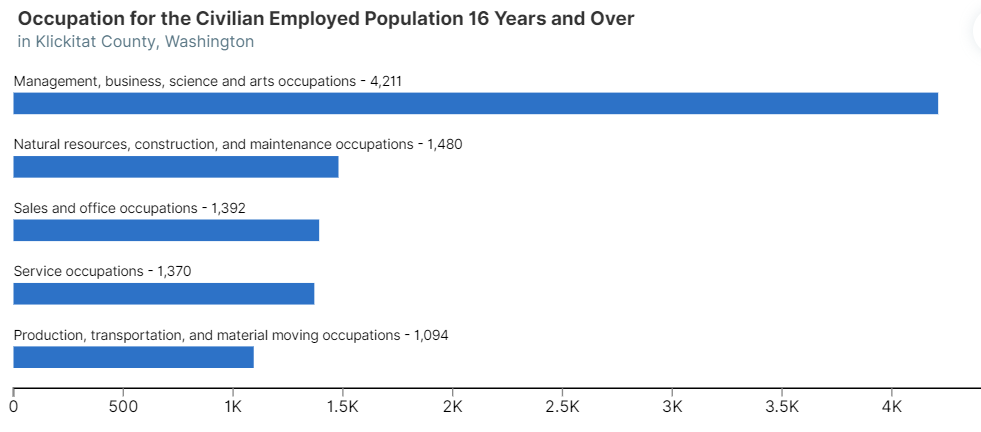 Occupation for the Civilian Employed Population 16 Years and Over
in Klickitat County, Washington
Management, business, science and arts occupations - 4,211
Natural resources, construction, and maintenance occupations - 1,480
Sales and office occupations - 1,392
Service occupations - 1,370
Production, transportation, and material moving occupations - 1,094
0 500 1K 1.5K 2K 2.5K 3K 3.5K 4K